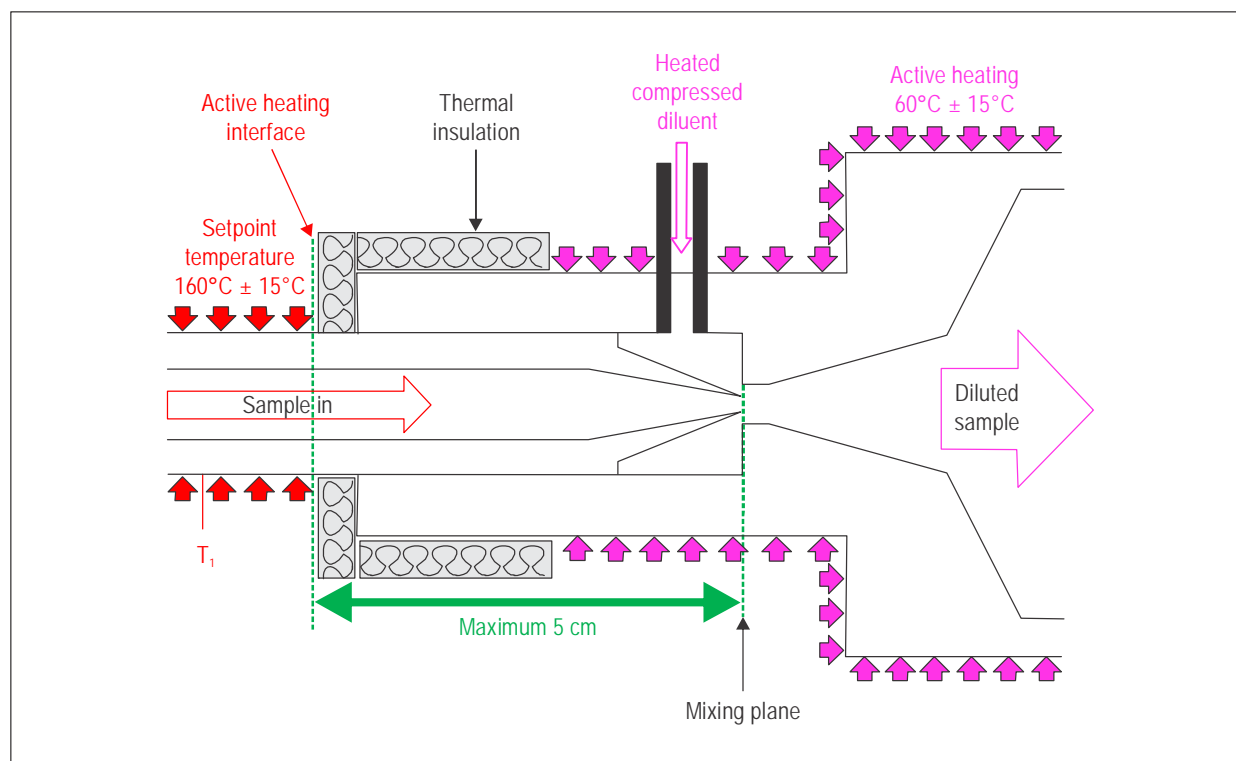 Heated
compressed
diluent
Active heating
60°C ± 15°C
Active heating
interface
Thermal
insulation
Setpoint
temperature
160°C ± 15°C
Sample in
Diluted
sample
T1
Maximum 5 cm
Mixing plane